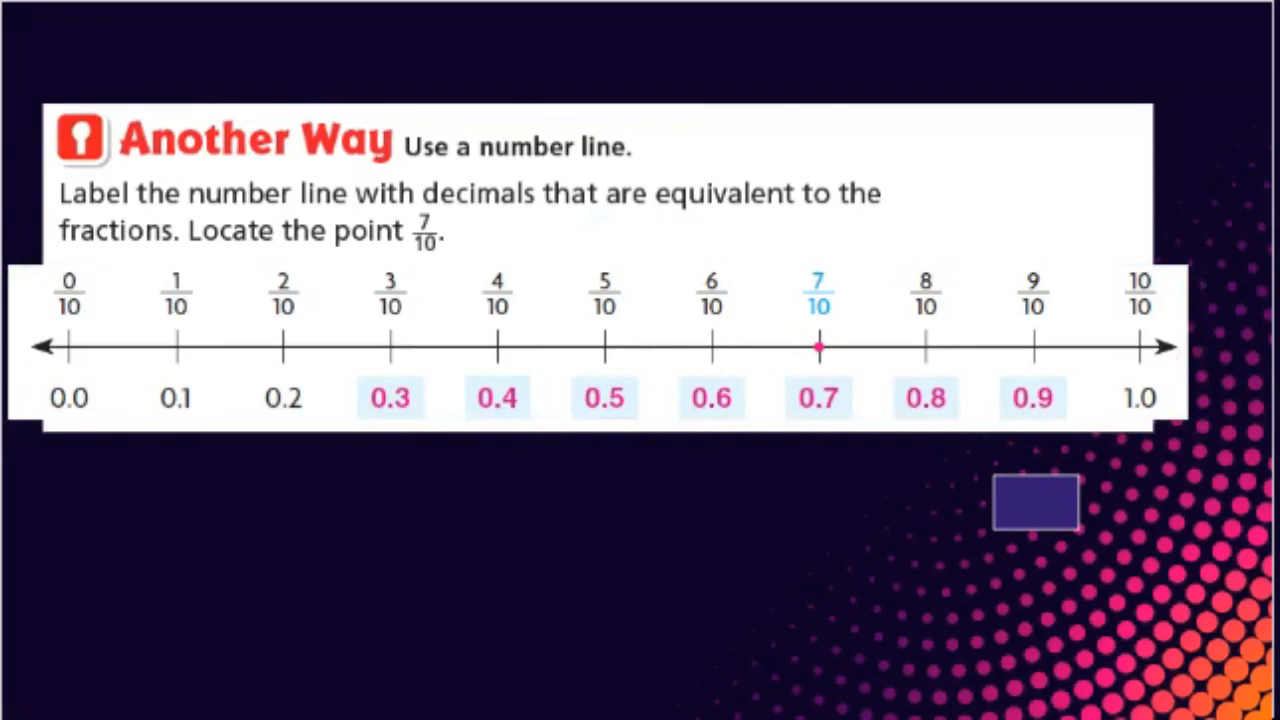 Another Way Use a number line.
Label the number line with decimals that are equivalent to the
fractions. Locate the point 7/10.
0/10 1/10 2/10 3/10 4/10 5/10 6/10 7/10 8/10 9/10 10/10
0.0 0.1 0.2 0.3 0.4 0.5 0.6 0.7 0.8 0.9 1.0